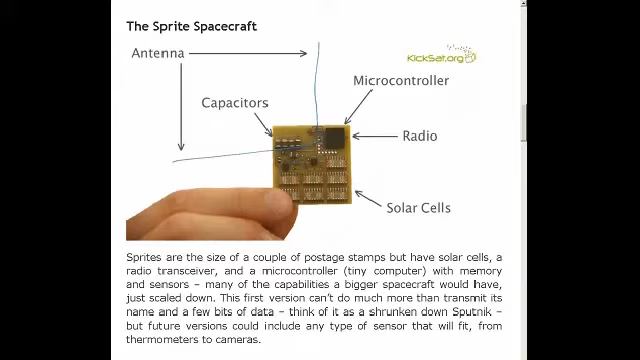 The Sprite Spacecraft
Antenna
KickSat.org
Microcontroller
Capacitors
Radio
Solar Cells
Sprites are the size of a couple of postage stamps but have solar cells, a
radio transceiver, and a microcontroller (tiny computer) with memory
and sensors – many of the capabilities a bigger spacecraft would have,
just scaled down. This first version can't do much more than transmit its
name and a few bits of data – think of it as a shrunken down Sputnik –
but future versions could include any type of sensor that will fit, from
thermometers to cameras.